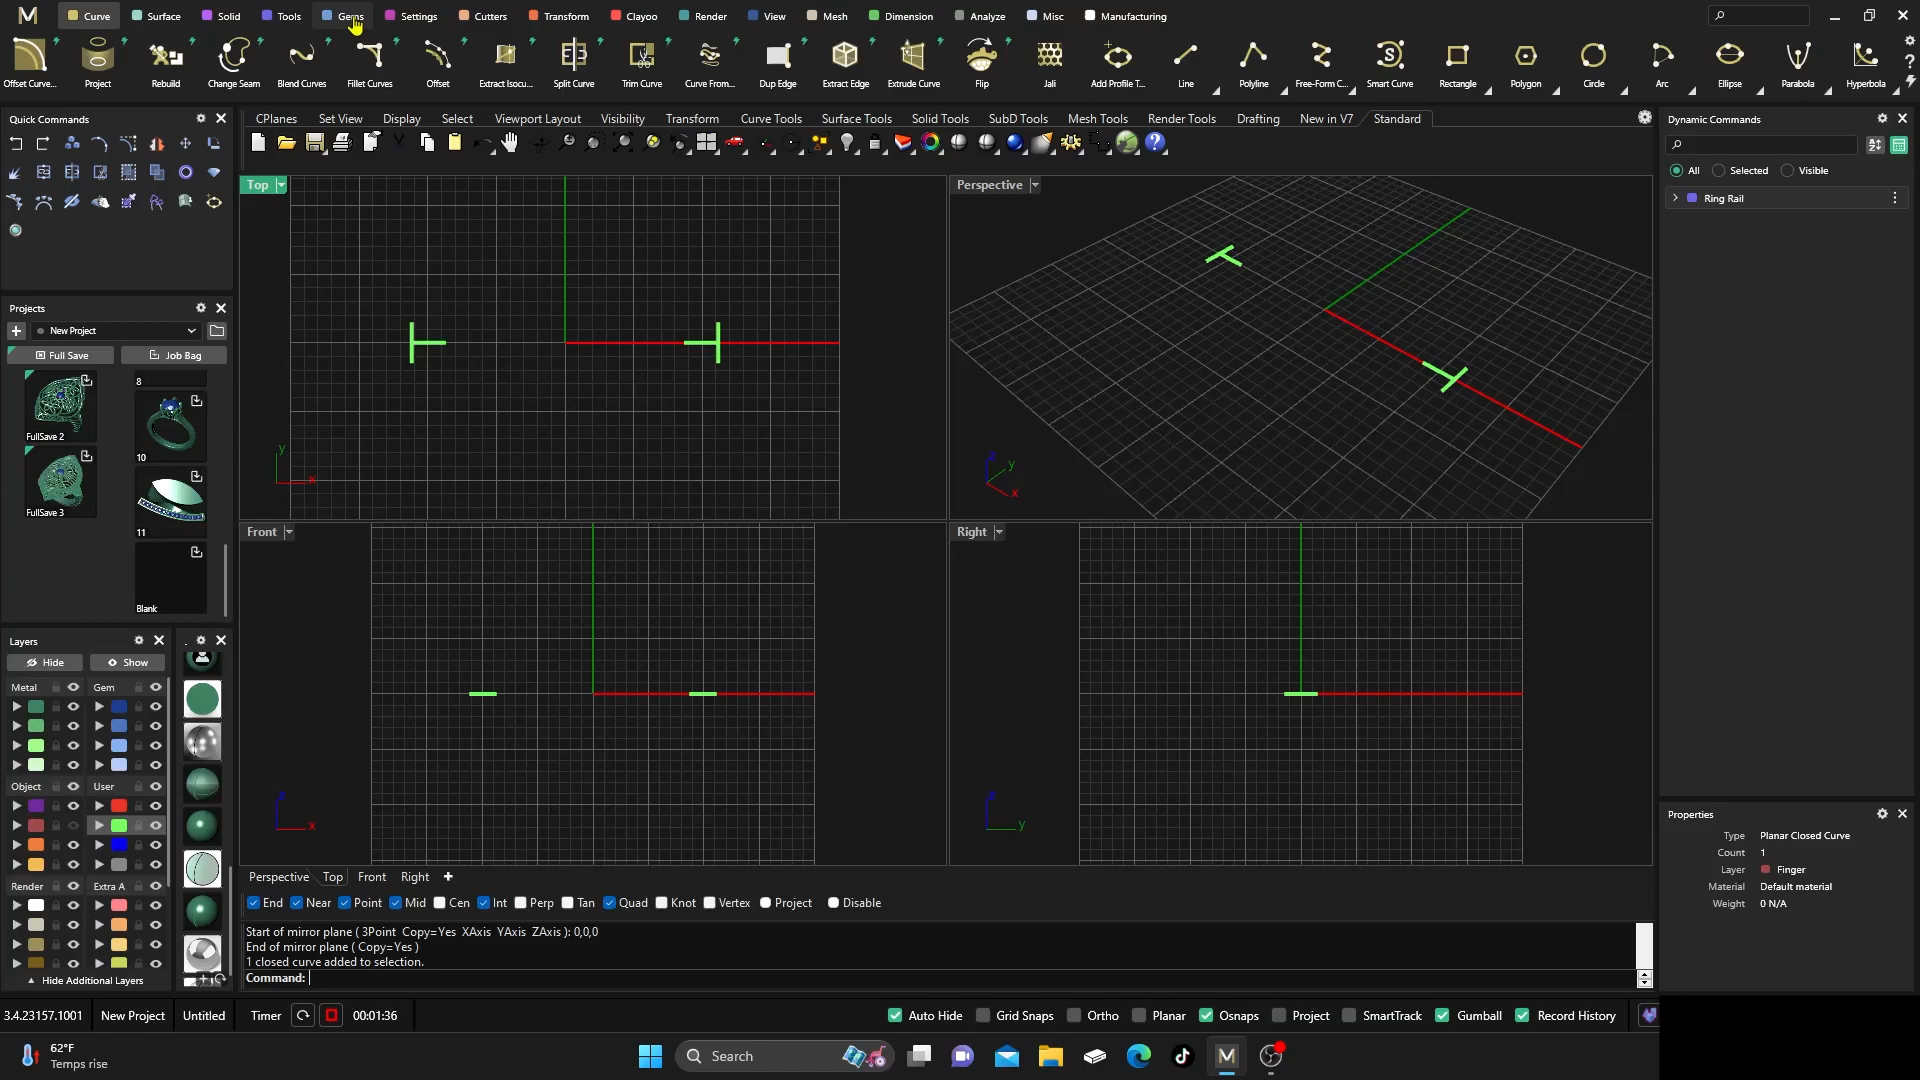 M Curve Surface Solid Tools Gems Settings Cutters Transform Clayoo Render View Mesh Dimension Analyze Misc Manufacturing
Offset Curve... Project Rebuild Change Seam Blend Curves Fillet Curves Offset Extract Isocu... Split Curve Trim Curve Curve From... Dup Edge Extract Edge Extrude Curve Flip Jali Add Profile T... Line Polyline Free-Form C... Smart Curve Rectangle Polygon Circle Arc Ellipse Parabola Hyperbola
Quick Commands
CPlanes Set View Display Select Viewport Layout Visibility Transform Curve Tools Surface Tools Solid Tools SubD Tools Mesh Tools Render Tools Drafting New in V7 Standard
Dynamic Commands
All Selected Visible
Ring Rail
Top
Perspective
Projects
New Project
Full Save Job Bag
8
FullSave 2
10
FullSave 3
11
Blank
y
x
z
y
x
Front
Right
z
x
z
y
Layers
Hide Show
Metal Gem
Object User
Render Extra A
Hide Additional Layers
Properties
Type Planar Closed Curve
Count 1
Layer Finger
Material Default material
Weight 0 N/A
Perspective Top Front Right
End Near Point Mid Cen Int Perp Tan Quad Knot Vertex Project Disable
Start of mirror plane ( 3Point Copy=Yes XAxis YAxis ZAxis ): 0,0,0
End of mirror plane ( Copy=Yes )
1 closed curve added to selection.
Command:
3.4.23157.1001 New Project Untitled Timer 00:01:36 Auto Hide Grid Snaps Ortho Planar Osnaps Project SmartTrack Gumball Record History
62°F
Temps rise
Search
M